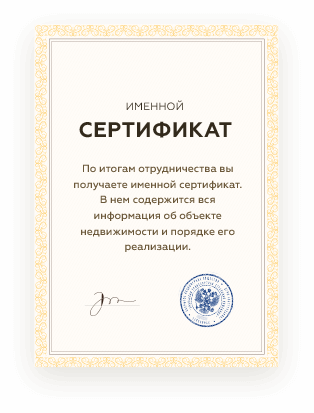 ИМЕННОЙ
СЕРТИФИКАТ
По итогам отрудничества вы
получаете именной сертификат.
В нем содержится вся
информация об объекте
недвижимости и порядке его
реализации.